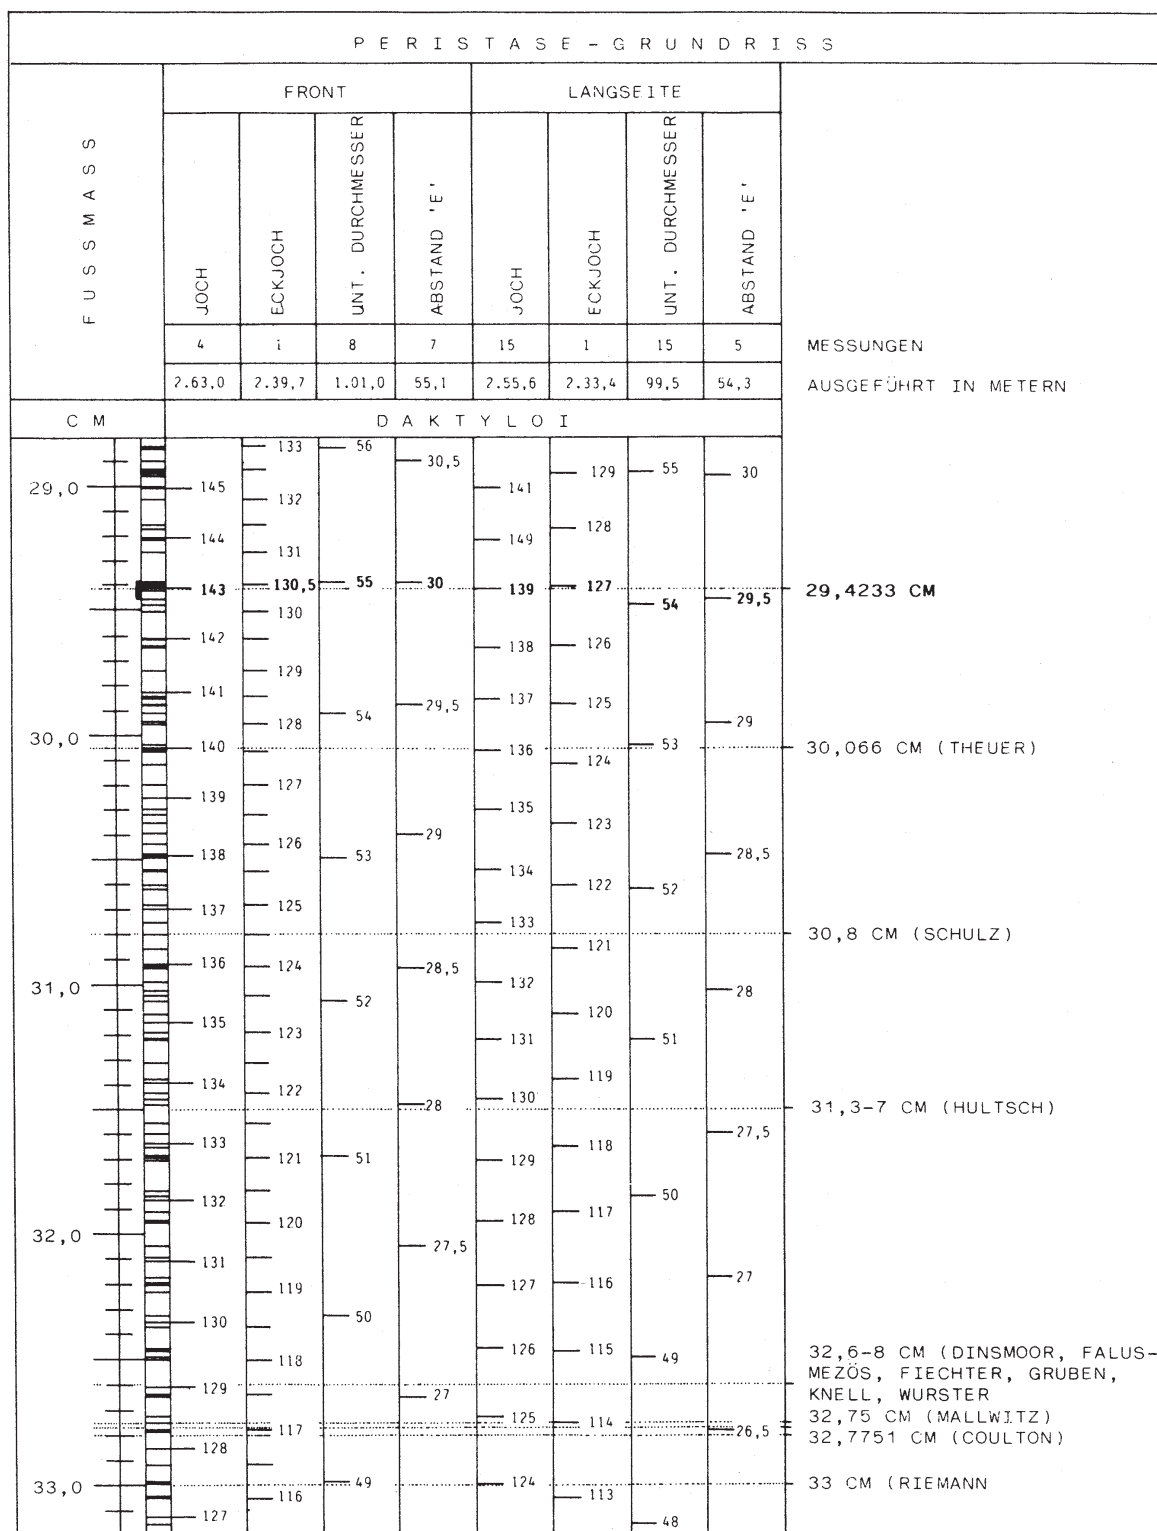 PERISTASE-GRUNDRISS
FRONT LANGSEITE
FUSSMASS JOCH ECKJOCH UNT. DURCHMESSER ABSTAND 'E' JOCH ECKJOCH UNT. DURCHMESSER ABSTAND 'E'
4 1 8 7 15 1 15 5 MESSUNGEN
2.63,0 2.39,7 1.01,0 55,1 2.55,6 2.33,4 99,5 54,3 AUSGEFÜHRT IN METERN
CM DAKTYLOI
133 56
30,5
129 55 30
29,0 145 141
132
128
144 149
131
143 130,5 55 30 139 127 29,4233 CM
54 29,5
130
142 138 126
129
141 137 125
29,5
54
128 29
30,0 140 136 53 30,066 CM (THEUER)
124
127
139 135
123
29
126
138 53 28,5
134
122 52
137 125
133
30,8 CM (SCHULZ)
121
136 124 28,5
132
31,0 28
52
120
135
123
131 51
119
134
122
28 130
31,3-7 CM (HULTSCH)
27,5
133 118
121 51 129
50
132
117
120 128
32,0
27,5
131
27
119 127 116
130 50
126 115 49 32,6-8 CM (DINSMOOR, FALUS-
118 MEZÖS, FIECHTER, GRUBEN,
129 27 KNELL, WURSTER
125 114 32,75 CM (MALLWITZ)
117 26,5 32,7751 CM (COULTON)
128
33,0 49 124 33 CM (RIEMANN
116 113
127
48